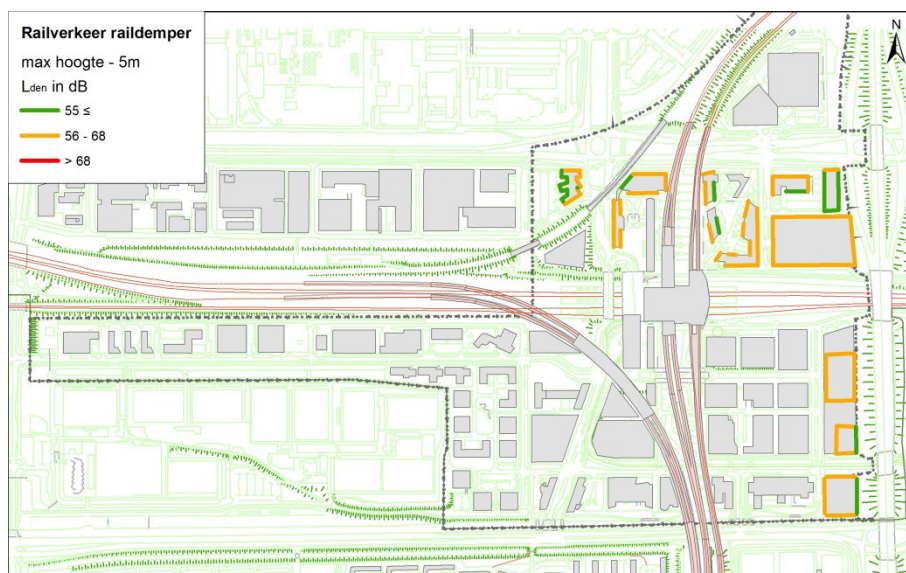 Railverkeer raildemper
max hoogte - 5m
Lden in dB
55 ≤
56 - 68
> 68
N